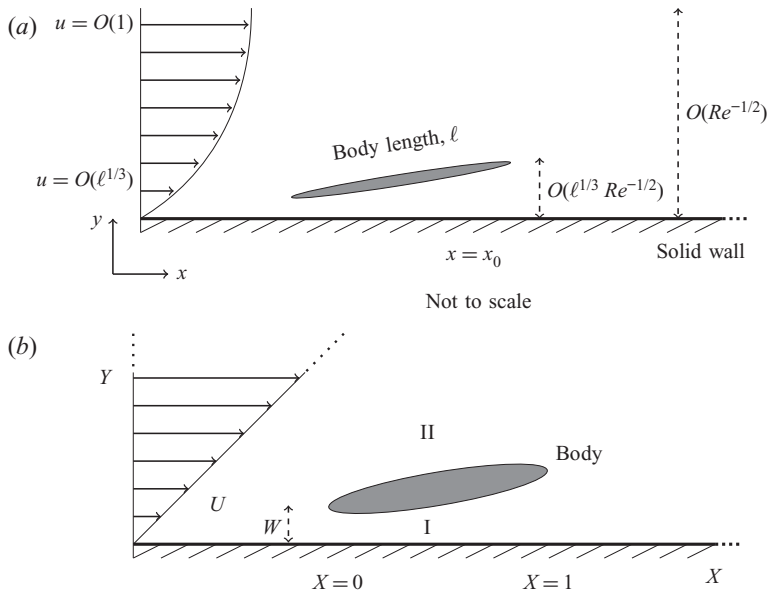 (a)
u = O(1)
u = O(ℓ^{1/3})
Body length, ℓ
O(ℓ^{1/3} Re^{-1/2})
O(Re^{-1/2})
y
x
x = x_0
Solid wall
Not to scale
(b)
Y
U
W
II
Body
I
X = 0
X = 1
X